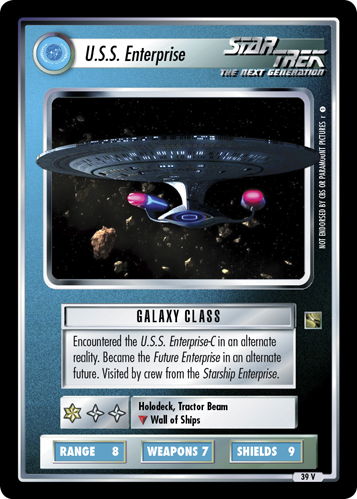 U.S.S. Enterprise
STAR TREK
THE NEXT GENERATION
NOT ENDORSED BY CBS OR PARAMOUNT PICTURES
GALAXY CLASS
Encountered the U.S.S. Enterprise-C in an alternate
reality. Became the Future Enterprise in an alternate
future. Visited by crew from the Starship Enterprise.
Holodeck, Tractor Beam
Wall of Ships
RANGE 8
WEAPONS 7
SHIELDS 9
39 V